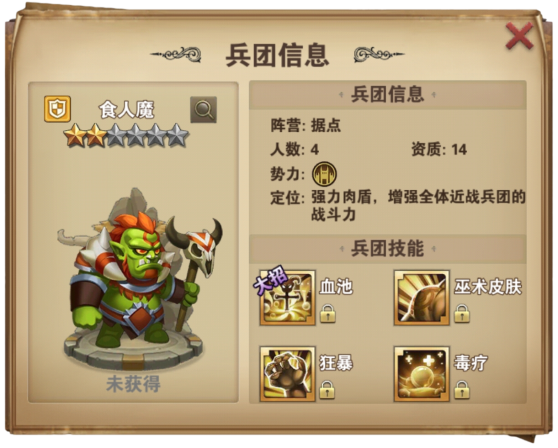 兵团信息
食人魔
未获得
兵团信息
阵营: 据点
人数: 4 资质: 14
势力:
定位: 强力肉盾，增强全体近战兵团的
战斗力
兵团技能
大招
血池 巫术皮肤
狂暴 毒疗